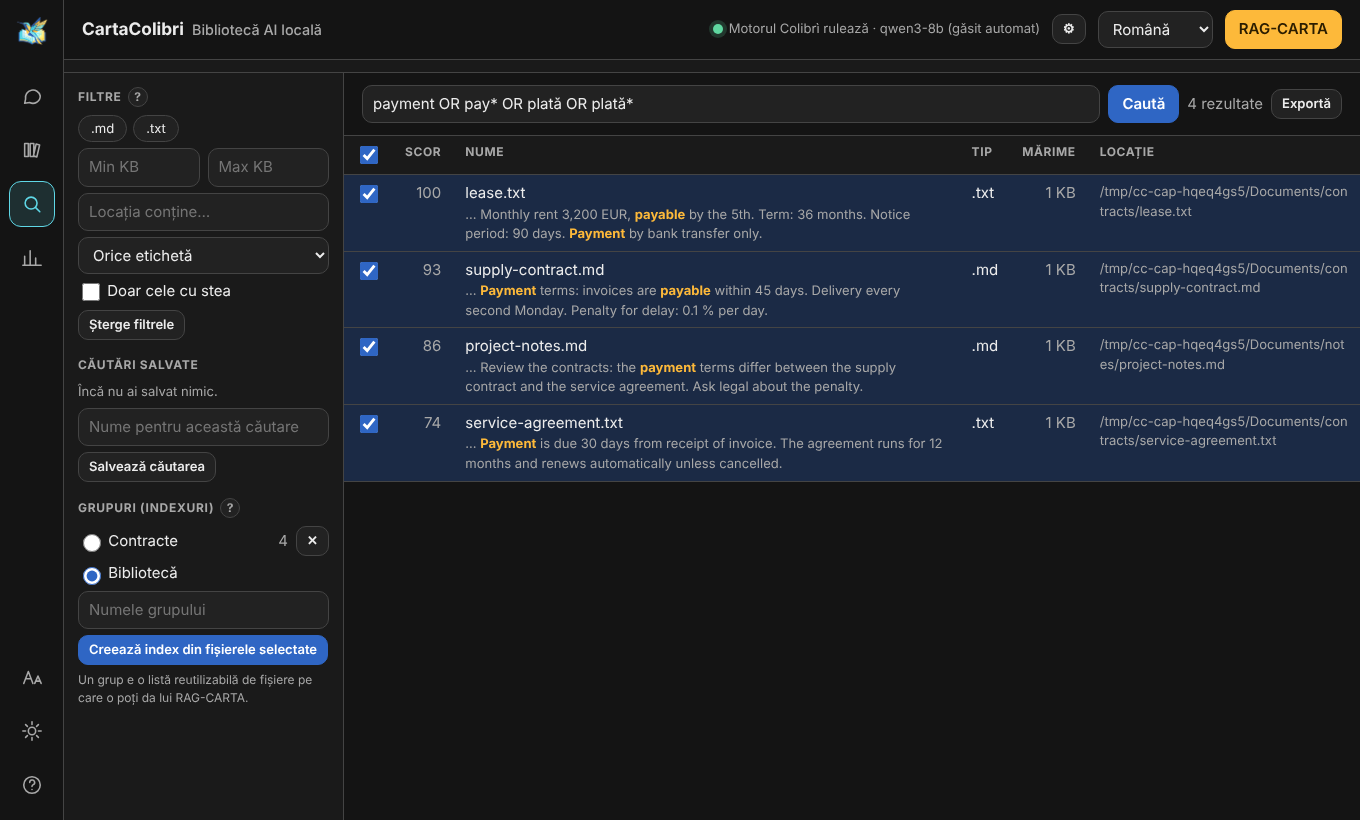 CartaColibri Bibliotecă AI locală
Motorul Colibrì rulează · qwen3-8b (găsit automat)
Română
RAG-CARTA
FILTRE ?
.md .txt
Min KB Max KB
Locația conține...
Orice etichetă
Doar cele cu stea
Șterge filtrele
CĂUTĂRI SALVATE
Încă nu ai salvat nimic.
Nume pentru această căutare
Salvează căutarea
GRUPURI (INDEXURI) ?
Contracte 4 ×
Bibliotecă
Numele grupului
Creează index din fișierele selectate
Un grup e o listă reutilizabilă de fișiere pe
care o poți da lui RAG-CARTA.
AA
payment OR pay* OR plată OR plată*
Caută
4 rezultate
Exportă
SCOR NUME TIP MĂRIME LOCAȚIE
100 lease.txt .txt 1 KB /tmp/cc-cap-hqeq4gs5/Documents/con
tracts/lease.txt
... Monthly rent 3,200 EUR, payable by the 5th. Term: 36 months. Notice
period: 90 days. Payment by bank transfer only.
93 supply-contract.md .md 1 KB /tmp/cc-cap-hqeq4gs5/Documents/con
tracts/supply-contract.md
... Payment terms: invoices are payable within 45 days. Delivery every
second Monday. Penalty for delay: 0.1 % per day.
86 project-notes.md .md 1 KB /tmp/cc-cap-hqeq4gs5/Documents/not
es/project-notes.md
... Review the contracts: the payment terms differ between the supply
contract and the service agreement. Ask legal about the penalty.
74 service-agreement.txt .txt 1 KB /tmp/cc-cap-hqeq4gs5/Documents/con
tracts/service-agreement.txt
... Payment is due 30 days from receipt of invoice. The agreement runs for 12
months and renews automatically unless cancelled.